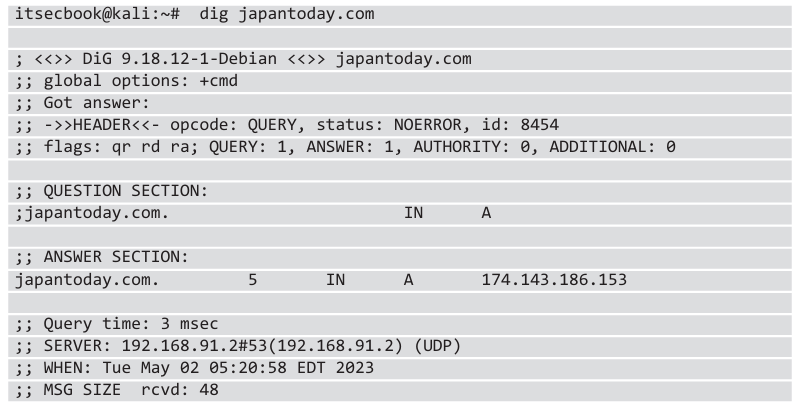 itsecbook@kali:~#  dig japantoday.com
; <<>> DiG 9.18.12-1-Debian <<>> japantoday.com
;; global options: +cmd
;; Got answer:
;; ->>HEADER<<- opcode: QUERY, status: NOERROR, id: 8454
;; flags: qr rd ra; QUERY: 1, ANSWER: 1, AUTHORITY: 0, ADDITIONAL: 0
;; QUESTION SECTION:
;japantoday.com.                        IN      A
;; ANSWER SECTION:
japantoday.com.         5       IN      A       174.143.186.153
;; Query time: 3 msec
;; SERVER: 192.168.91.2#53(192.168.91.2) (UDP)
;; WHEN: Tue May 02 05:20:58 EDT 2023
;; MSG SIZE  rcvd: 48